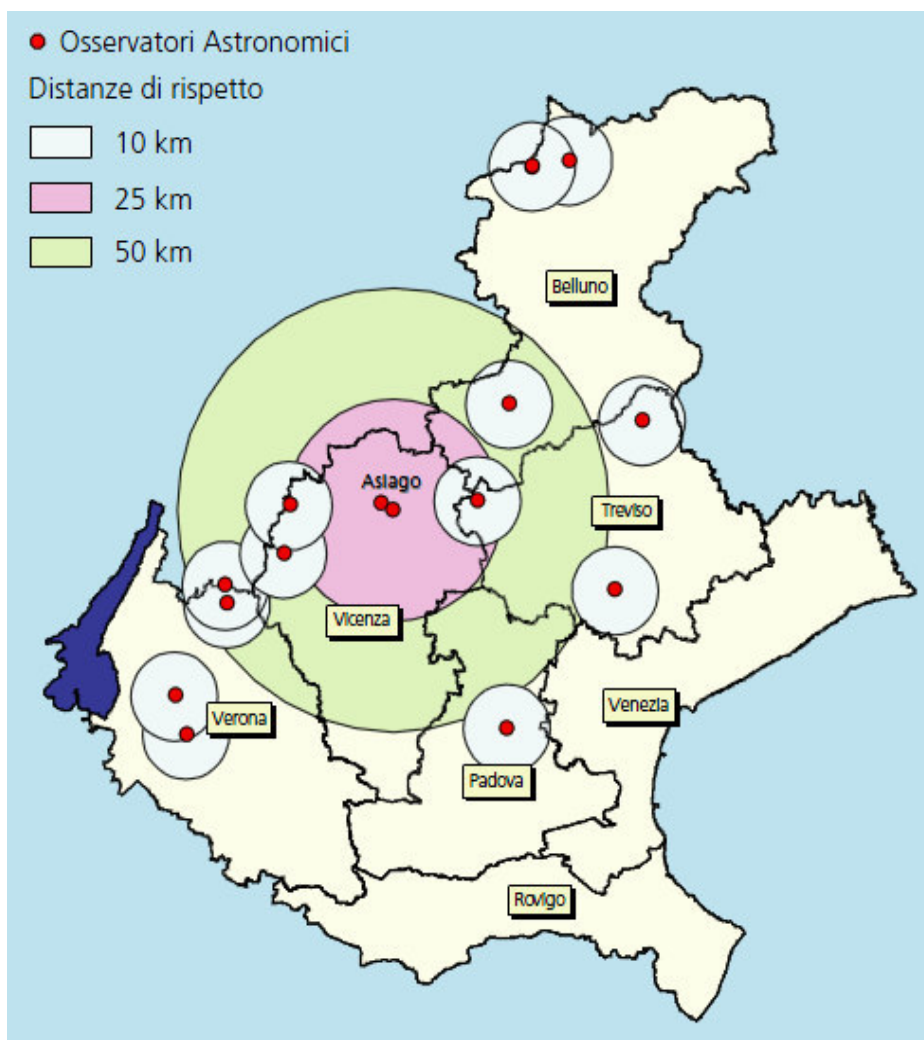 Osservatori Astronomici
Distanze di rispetto
10 km
25 km
50 km
Belluno
Asiago
Treviso
Vicenza
Venezia
Verona
Padova
Rovigo